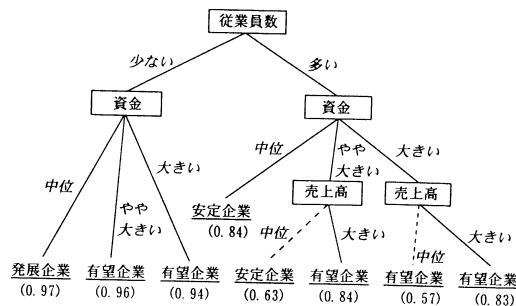 従業員数
少ない
多い
資金
資金
中位
やや
大きい
大きい
中位
やや
大きい
大きい
売上高
売上高
安定企業
(0.84)
中位
大きい
中位
大きい
発展企業
(0.97)
有望企業
(0.96)
有望企業
(0.94)
安定企業
(0.63)
有望企業
(0.84)
有望企業
(0.57)
有望企業
(0.83)